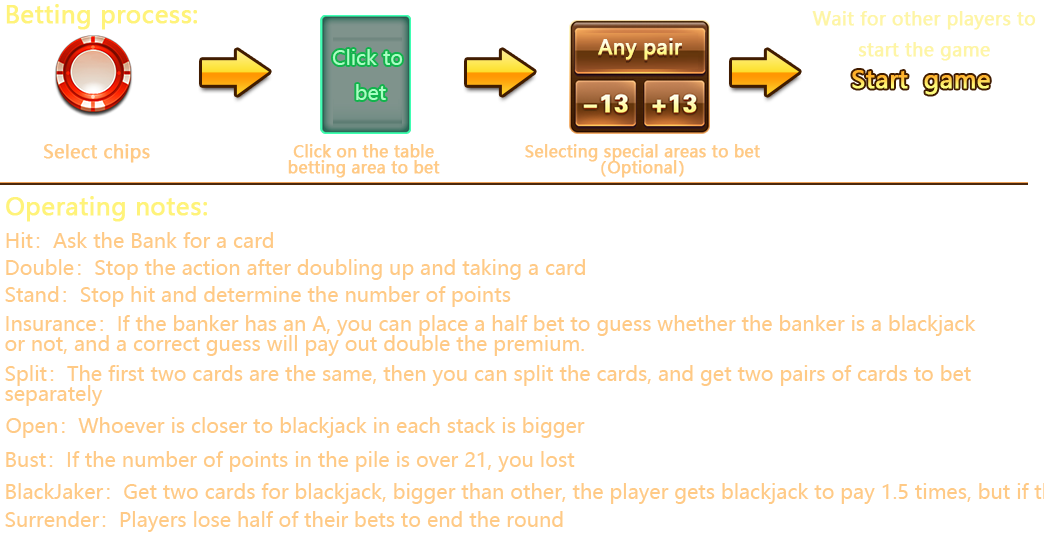 Betting process:
Wait for other players to
start the game
Click to
bet
Any pair
-13 +13
Start game
Select chips
Click on the table
betting area to bet
Selecting special areas to bet
(Optional)
Operating notes:
Hit: Ask the Bank for a card
Double: Stop the action after doubling up and taking a card
Stand: Stop hit and determine the number of points
Insurance: If the banker has an A, you can place a half bet to guess whether the banker is a blackjack
or not, and a correct guess will pay out double the premium.
Split: The first two cards are the same, then you can split the cards, and get two pairs of cards to bet
separately
Open: Whoever is closer to blackjack in each stack is bigger
Bust: If the number of points in the pile is over 21, you lost
BlackJaker: Get two cards for blackjack, bigger than other, the player gets blackjack to pay 1.5 times, but if
Surrender: Players lose half of their bets to end the round